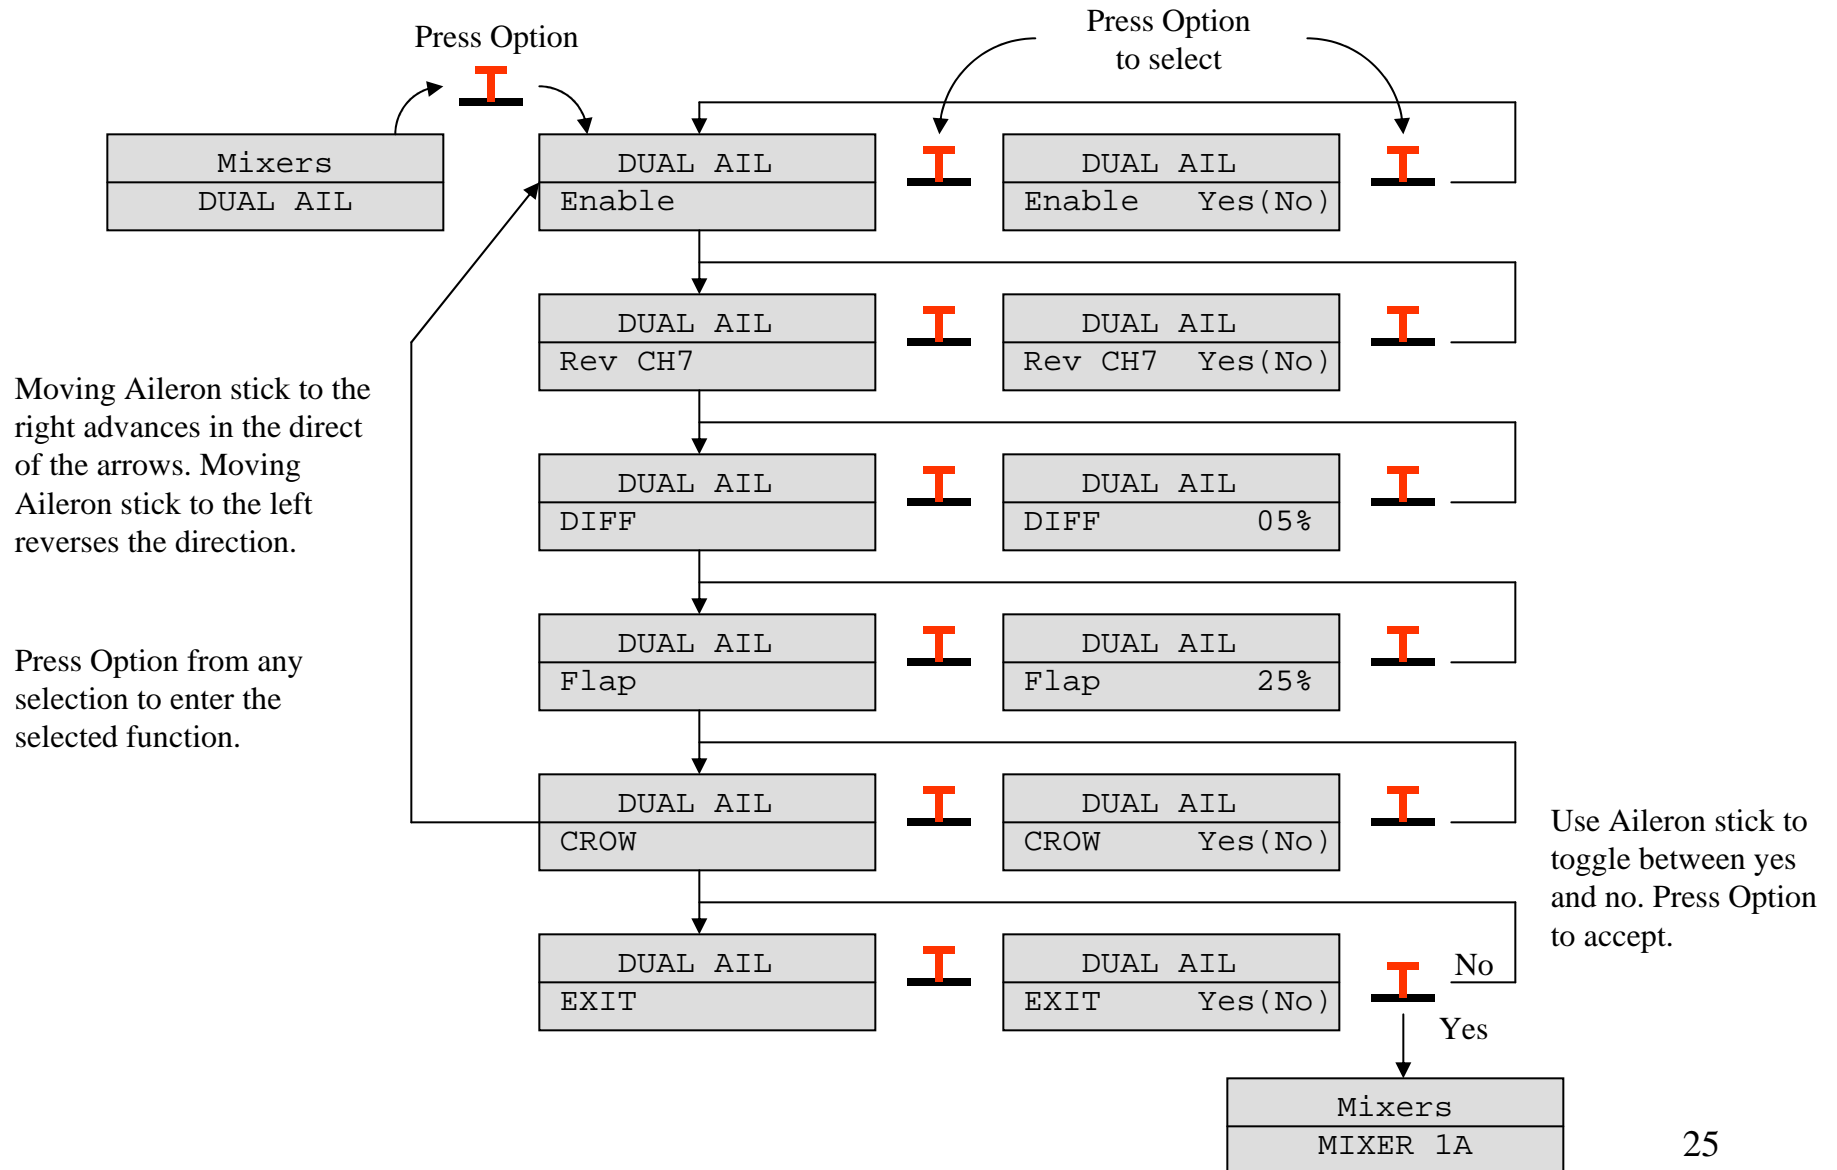 Press Option
Press Option
to select
Mixers
DUAL AIL
DUAL AIL
Enable
DUAL AIL
Enable Yes(No)
DUAL AIL
Rev CH7
DUAL AIL
Rev CH7 Yes(No)
Moving Aileron stick to the
right advances in the direct
of the arrows. Moving
Aileron stick to the left
reverses the direction.
DUAL AIL
DIFF
DUAL AIL
DIFF 05%
Press Option from any
selection to enter the
selected function.
DUAL AIL
Flap
DUAL AIL
Flap 25%
DUAL AIL
CROW
DUAL AIL
CROW Yes(No)
Use Aileron stick to
toggle between yes
and no. Press Option
to accept.
DUAL AIL
EXIT
DUAL AIL
EXIT Yes(No)
No
Yes
Mixers
MIXER 1A
25